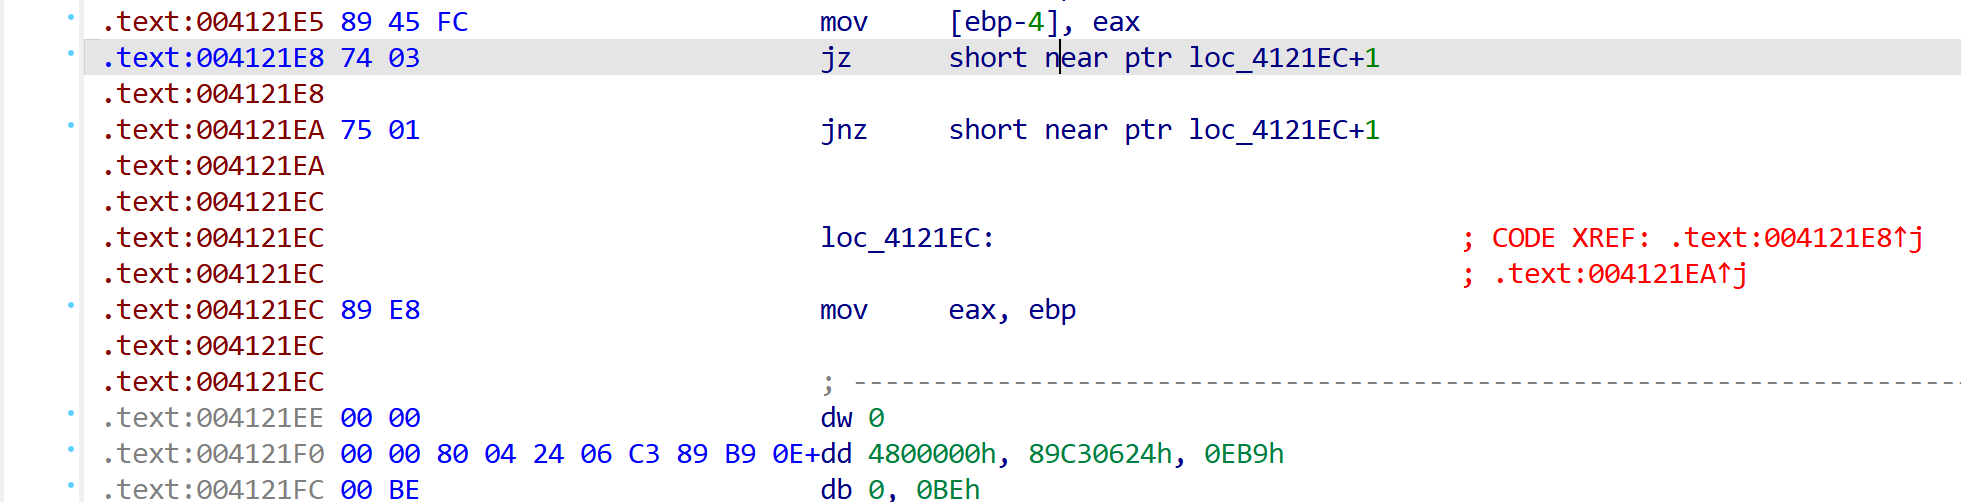 .text:004121E5 89 45 FC mov [ebp-4], eax
.text:004121E8 74 03 jz short near ptr loc_4121EC+1
.text:004121E8
.text:004121EA 75 01 jnz short near ptr loc_4121EC+1
.text:004121EA
.text:004121EC
.text:004121EC loc_4121EC: ; CODE XREF: .text:004121E8↑j
.text:004121EC ; .text:004121EA↑j
.text:004121EC 89 E8 mov eax, ebp
.text:004121EC
.text:004121EC ; ---------------------------------------------------------------------
.text:004121EE 00 00 dw 0
.text:004121F0 00 00 80 04 24 06 C3 89 B9 0E+dd 4800000h, 89C30624h, 0EB9h
.text:004121FC 00 BE db 0, 0BEh